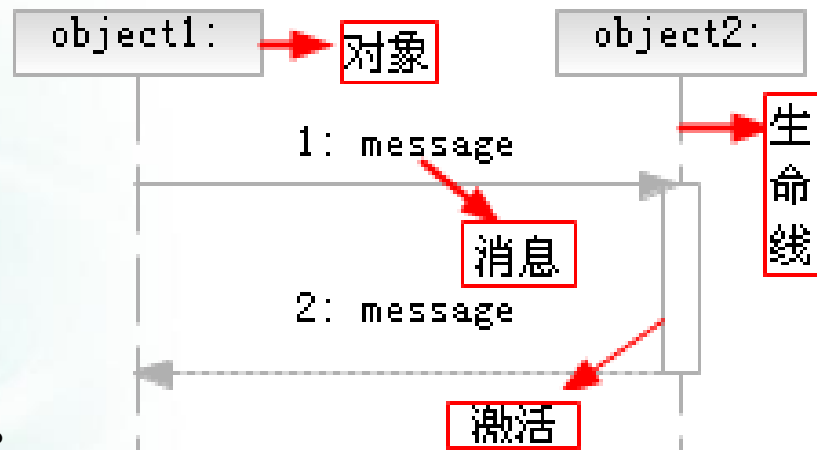 object1:
对象
object2:
1: message
生
命
线
消息
2: message
激活